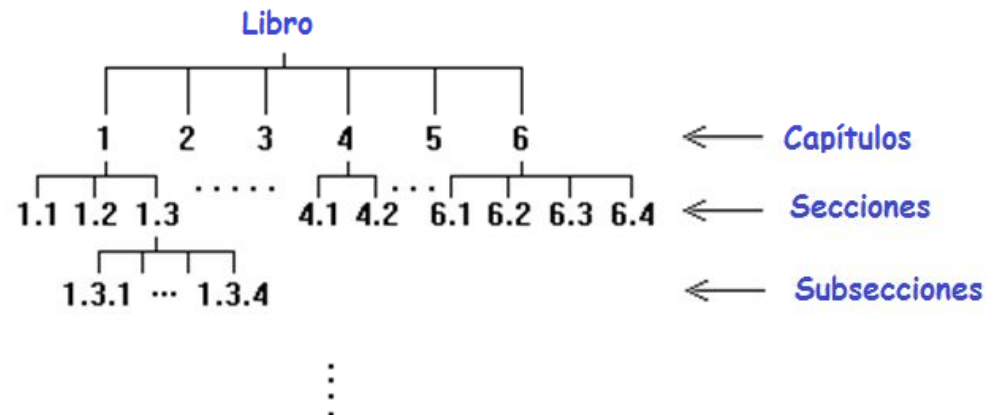 Libro
1 2 3 4 5 6 Capítulos
1.1 1.2 1.3 ..... 4.1 4.2 ... 6.1 6.2 6.3 6.4 Secciones
1.3.1 ... 1.3.4 Subsecciones